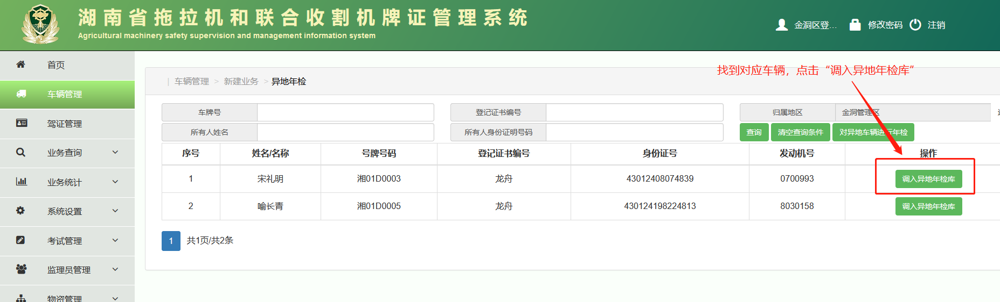 湖南省拖拉机和联合收割机牌证管理系统
Agricultural machinery safety supervision and management information system
金洞区登... 修改密码 注销
首页
车辆管理
驾证管理
业务查询
业务统计
系统设置
考试管理
监理员管理
物资管理
找到对应车辆，点击“调入异地年检库”
| 车辆管理 > 新建业务 > 异地年检
车牌号 登记证书编号 归属地区 金洞管理区
所有人姓名 所有人身份证明号码 查询 清空查询条件 对异地车辆进行年检
序号 姓名/名称 号牌号码 登记证书编号 身份证号 发动机号 操作
1 宋礼明 湘01D0003 龙舟 43012408074839 0700993 调入异地年检库
2 喻长青 湘01D0005 龙舟 430124198224813 8030158 调入异地年检库
1 共1页/共2条